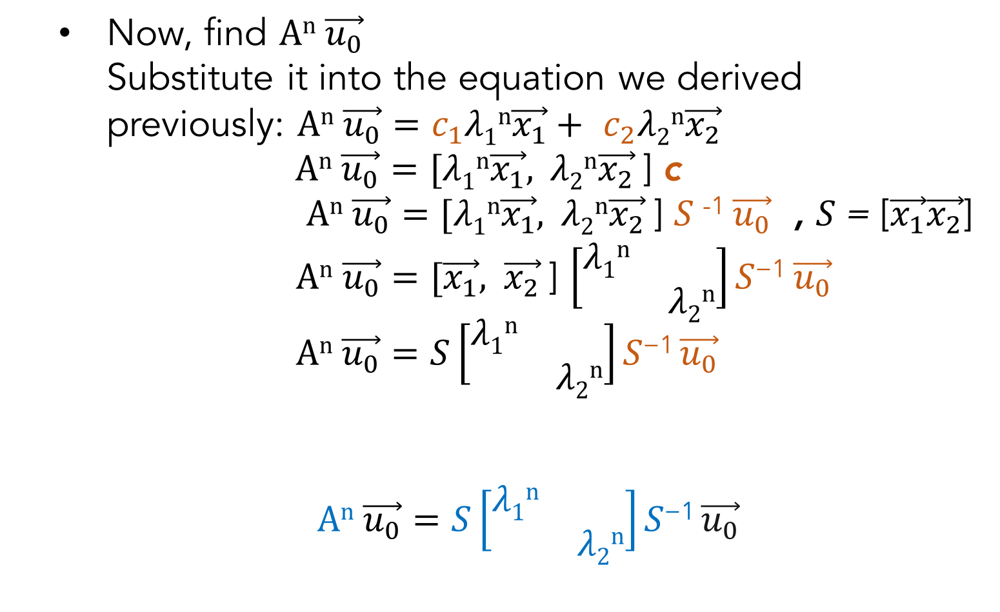 • Now, find Aⁿ u₀⃗
Substitute it into the equation we derived
previously: Aⁿ u₀⃗ = c₁λ₁ⁿx₁⃗ + c₂λ₂ⁿx₂⃗
Aⁿ u₀⃗ = [λ₁ⁿx₁⃗, λ₂ⁿx₂⃗ ] c
Aⁿ u₀⃗ = [λ₁ⁿx₁⃗, λ₂ⁿx₂⃗ ] S ⁻¹ u₀⃗ , S = [x₁⃗x₂⃗]
Aⁿ u₀⃗ = [x₁⃗, x₂⃗ ] [λ₁ⁿ λ₂ⁿ] S⁻¹ u₀⃗
Aⁿ u₀⃗ = S [λ₁ⁿ λ₂ⁿ] S⁻¹ u₀⃗
Aⁿ u₀⃗ = S [λ₁ⁿ λ₂ⁿ] S⁻¹ u₀⃗